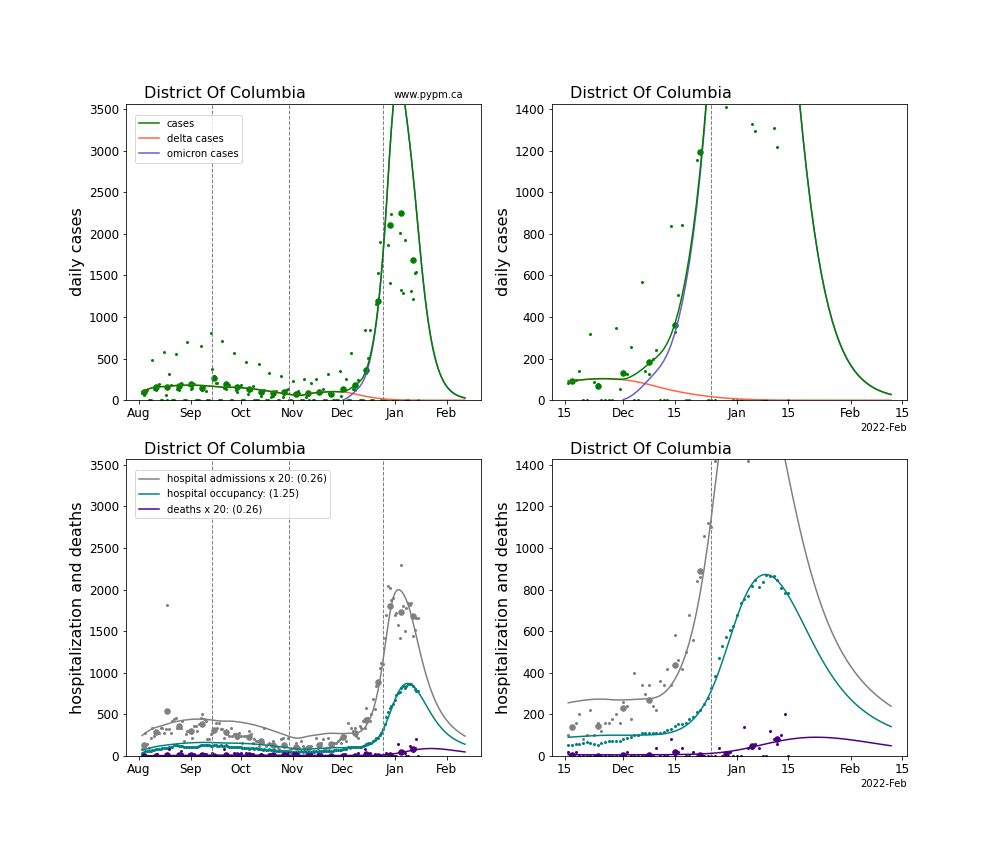 District Of Columbia
www.pypm.ca
3500
3000
2500
2000
1500
1000
500
0
daily cases
cases
delta cases
omicron cases
Aug
Sep
Oct
Nov
Dec
Jan
Feb
District Of Columbia
1400
1200
1000
800
600
400
200
0
daily cases
15
Dec
15
Jan
15
Feb
15
2022-Feb
District Of Columbia
3500
3000
2500
2000
1500
1000
500
0
hospitalization and deaths
hospital admissions x 20: (0.26)
hospital occupancy: (1.25)
deaths x 20: (0.26)
Aug
Sep
Oct
Nov
Dec
Jan
Feb
District Of Columbia
1400
1200
1000
800
600
400
200
0
hospitalization and deaths
15
Dec
15
Jan
15
Feb
15
2022-Feb